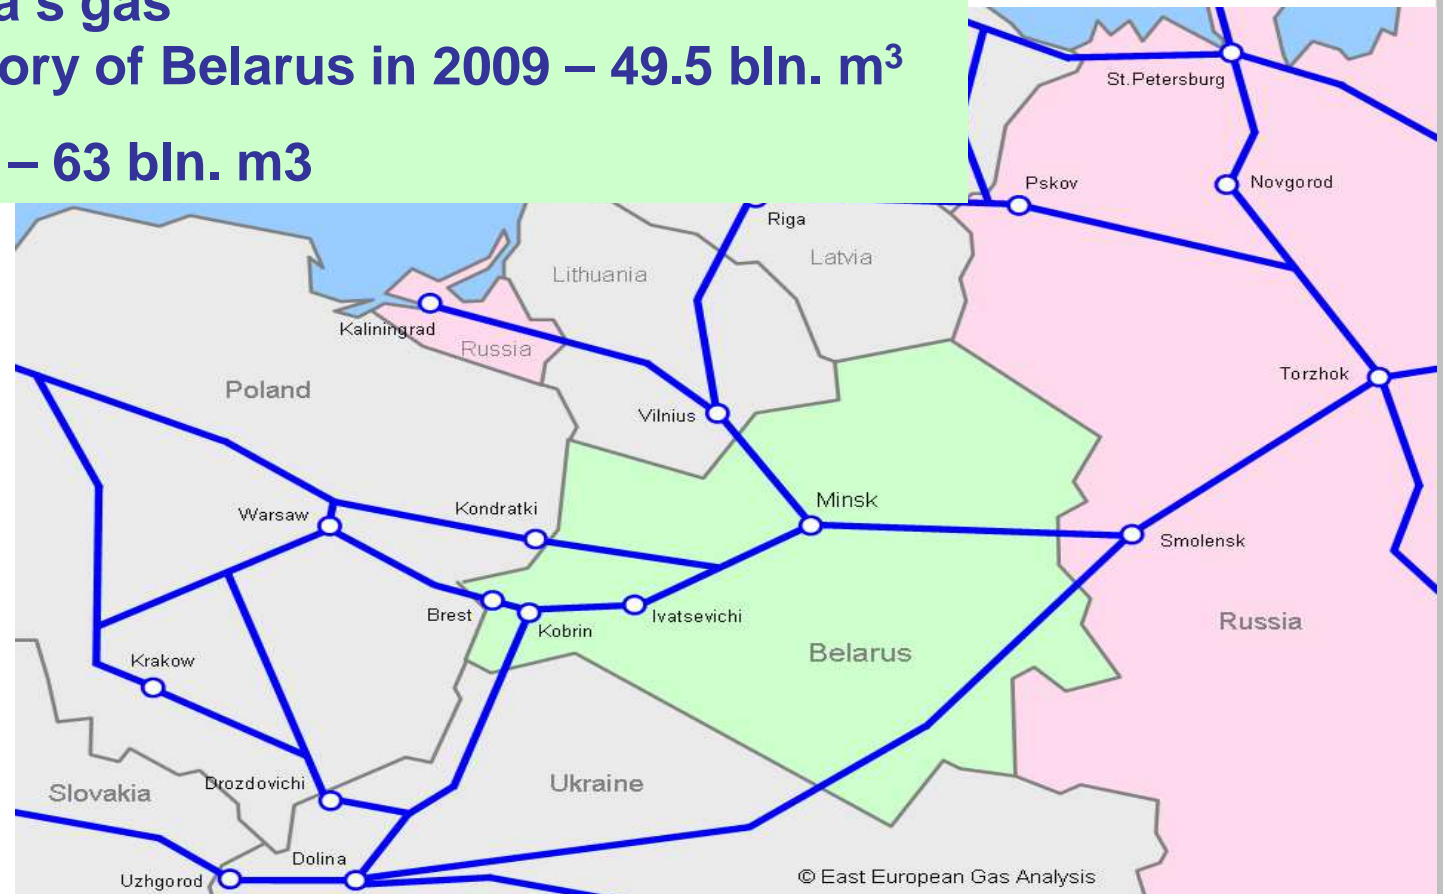 a's gas
ory of Belarus in 2009 – 49.5 bln. m³
– 63 bln. m3
St.Petersburg
Pskov
Novgorod
Riga
Latvia
Lithuania
Kaliningrad
Russia
Torzhok
Poland
Vilnius
Minsk
Kondratki
Warsaw
Smolensk
Brest
Ivatsevichi
Kobrin
Russia
Belarus
Krakow
Drozdovichi
Ukraine
Slovakia
Dolina
Uzhgorod
© East European Gas Analysis